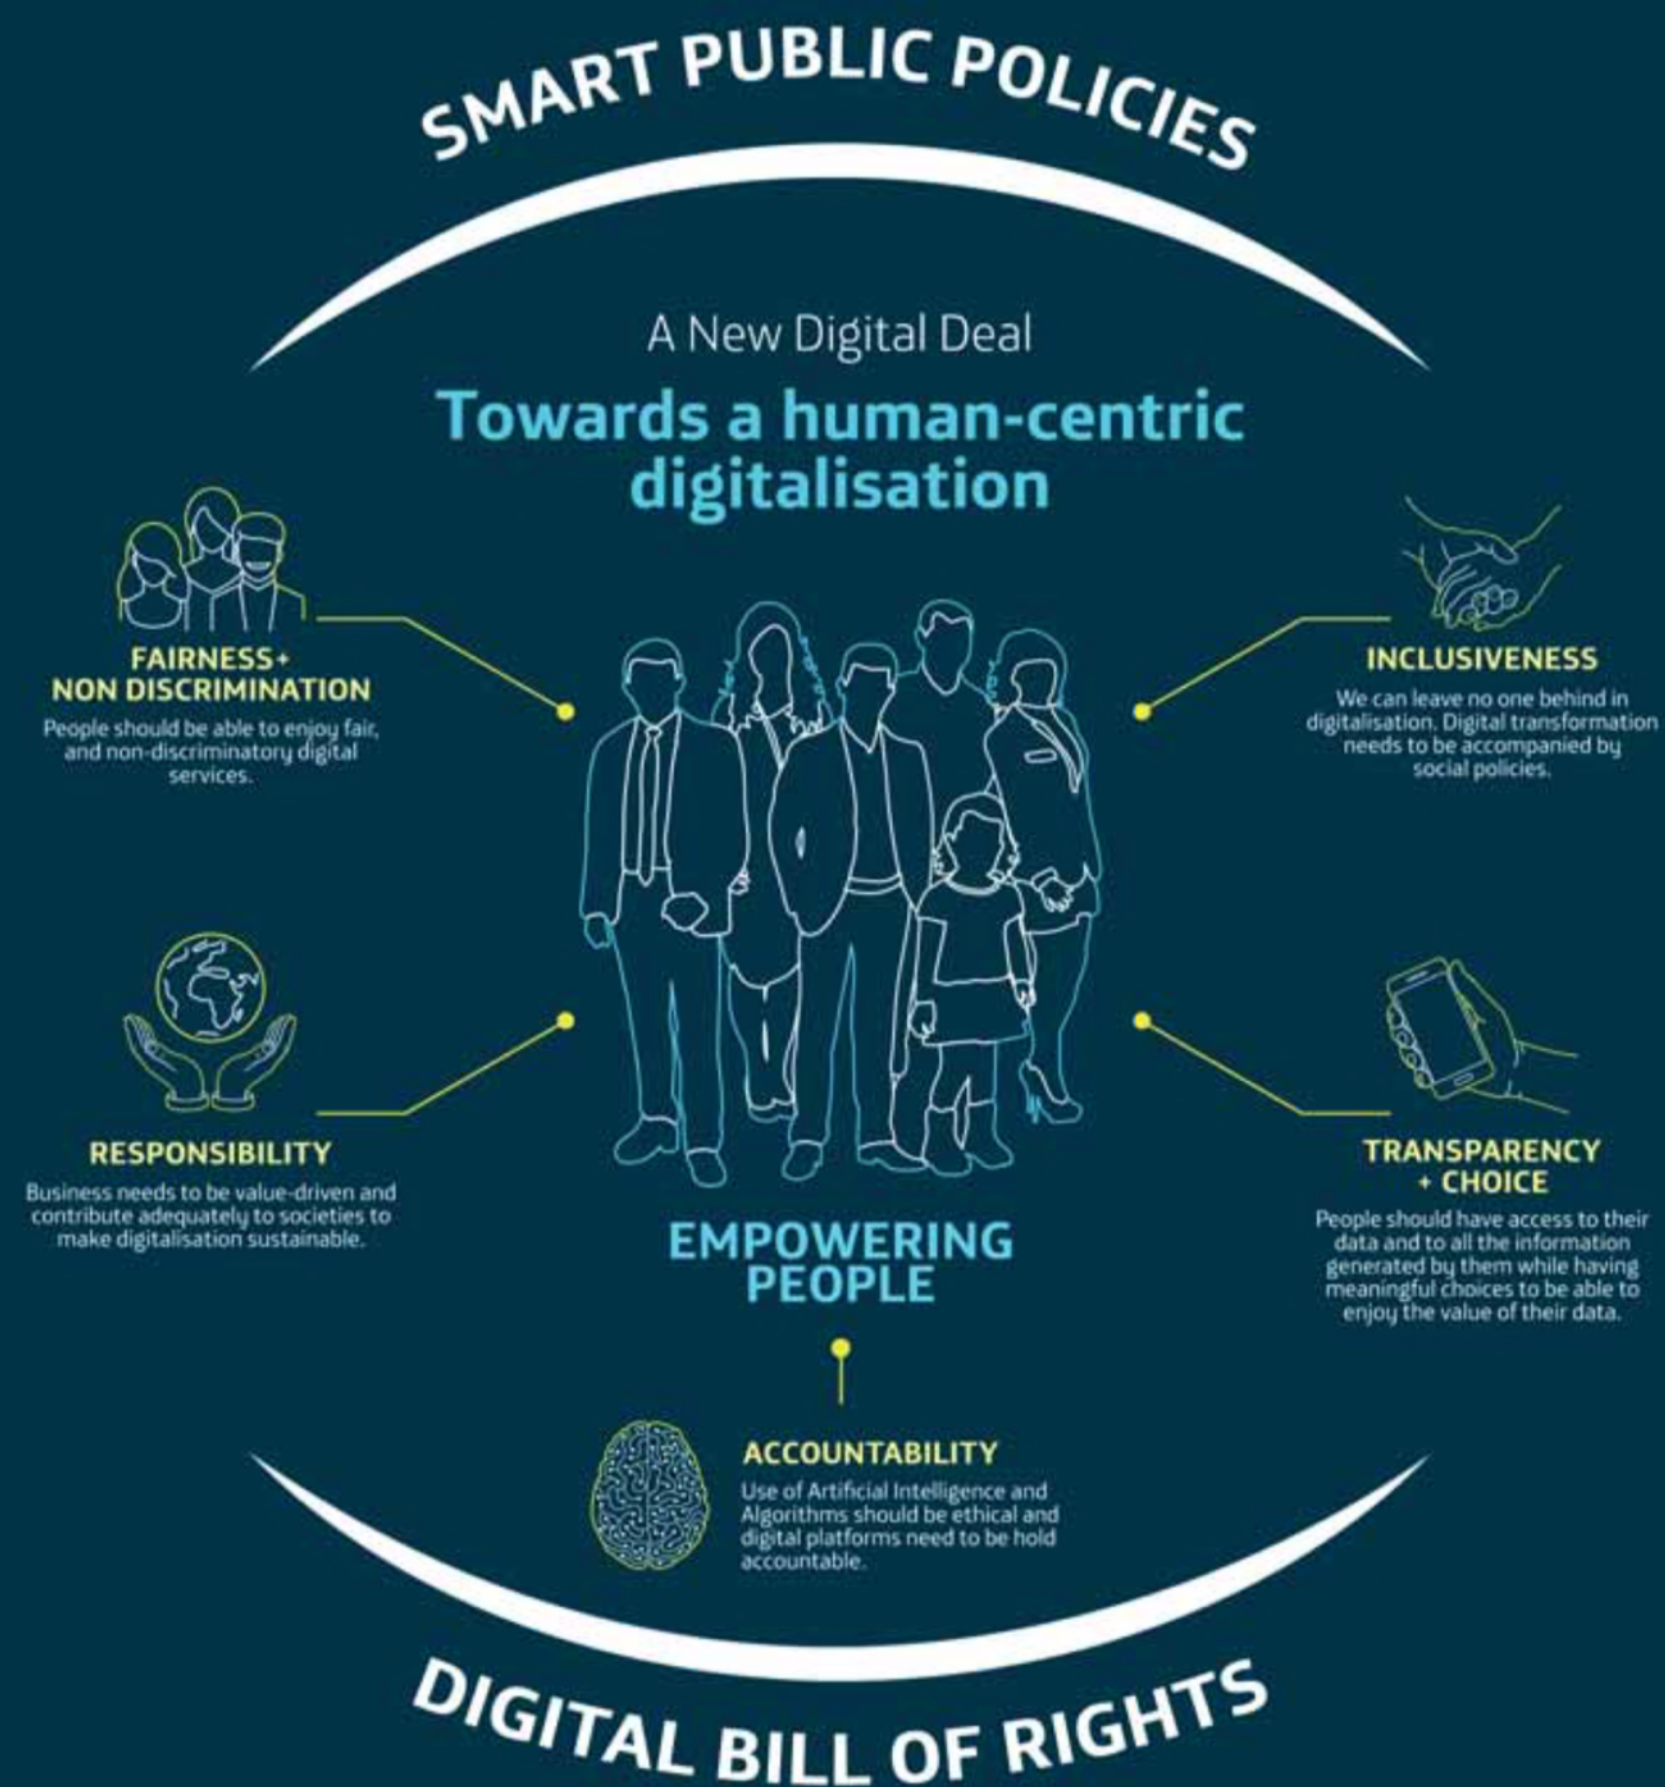 SMART PUBLIC POLICIES
A New Digital Deal
Towards a human-centric
digitalisation
FAIRNESS+
NON DISCRIMINATION
People should be able to enjoy fair,
and non-discriminatory digital
services.
INCLUSIVENESS
We can leave no one behind in
digitalisation. Digital transformation
needs to be accompanied by
social policies.
RESPONSIBILITY
Business needs to be value-driven and
contribute adequately to societies to
make digitalisation sustainable.
TRANSPARENCY
+ CHOICE
People should have access to their
data and to all the information
generated by them while having
meaningful choices to be able to
enjoy the value of their data.
EMPOWERING
PEOPLE
ACCOUNTABILITY
Use of Artificial Intelligence and
Algorithms should be ethical and
digital platforms need to be hold
accountable.
DIGITAL BILL OF RIGHTS